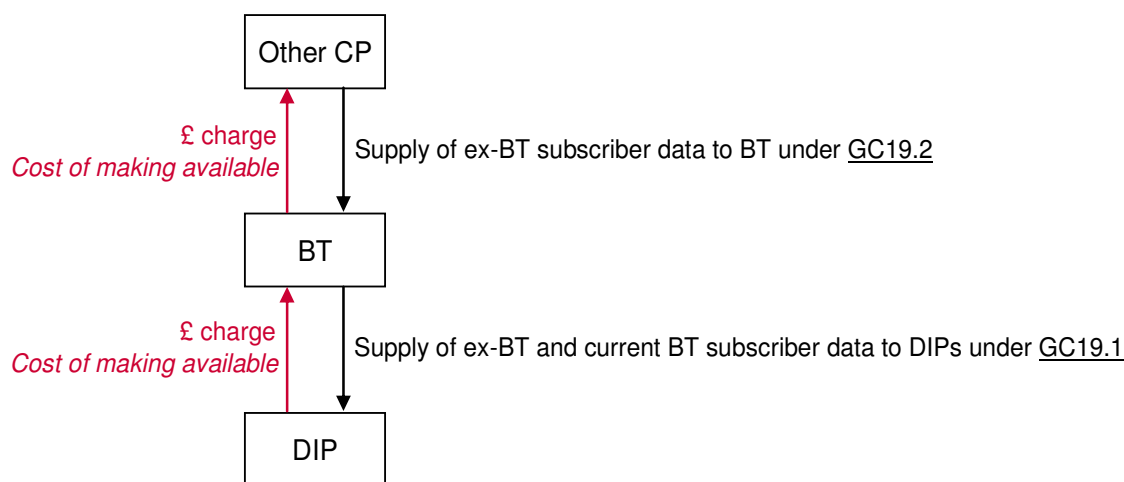 Other CP
£ charge
Cost of making available
Supply of ex-BT subscriber data to BT under GC19.2
BT
£ charge
Cost of making available
Supply of ex-BT and current BT subscriber data to DIPs under GC19.1
DIP